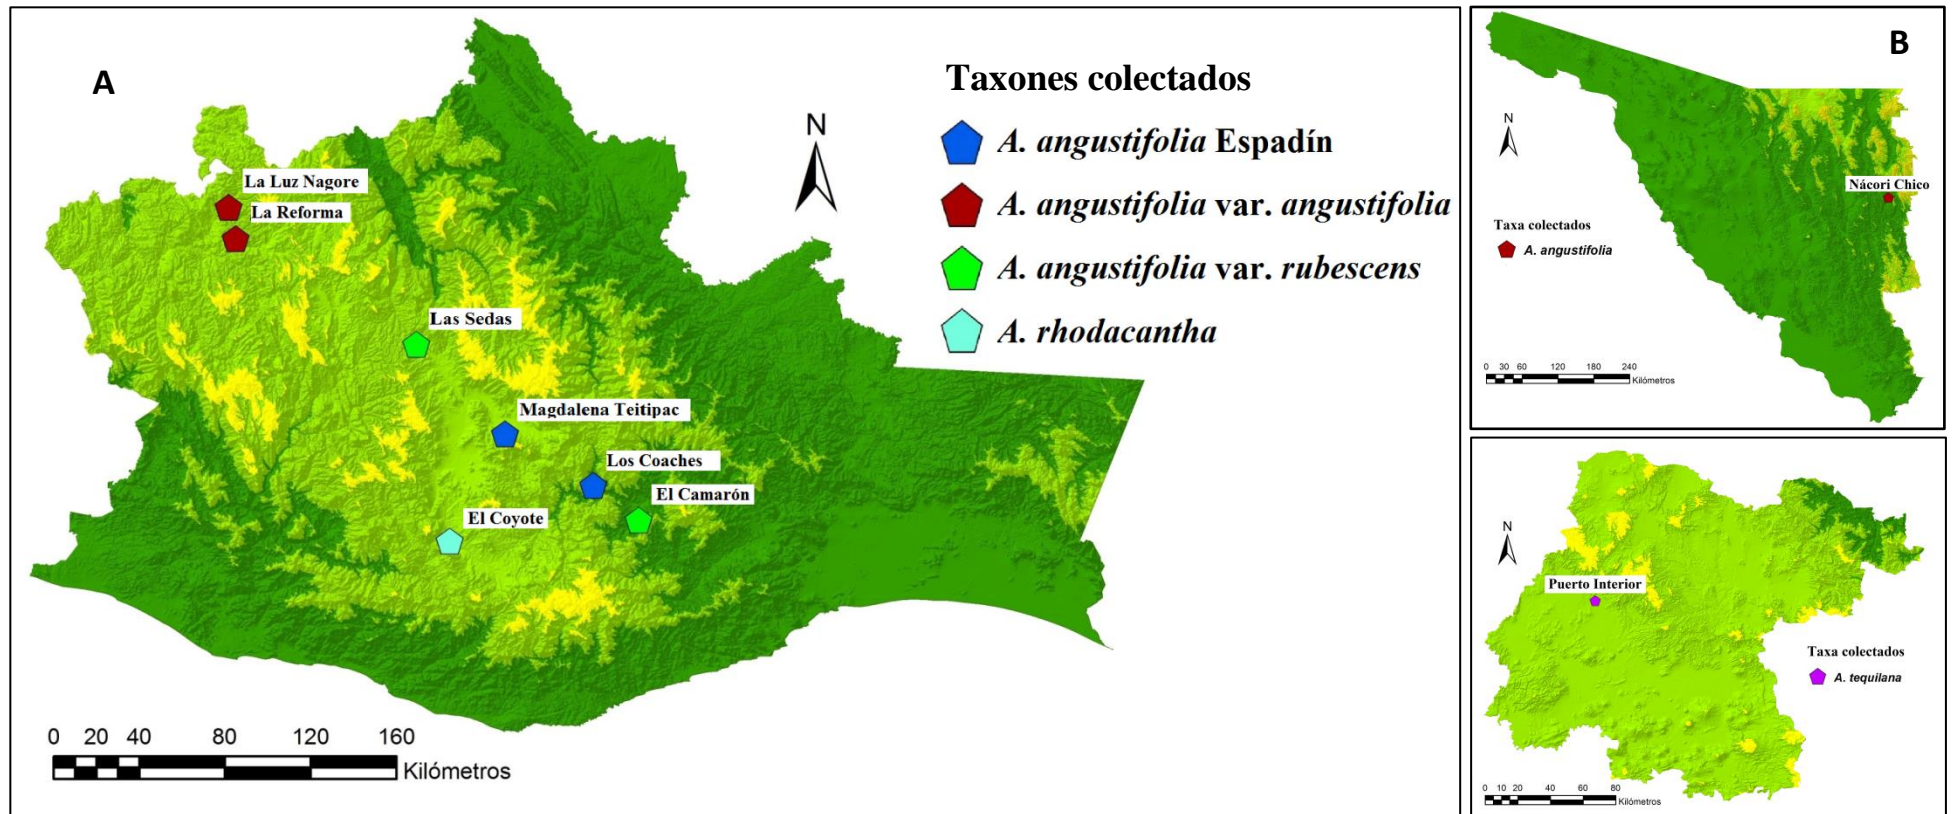 A
Taxones colectados
N
A. angustifolia Espadín
A. angustifolia var. angustifolia
A. angustifolia var. rubescens
A. rhodacantha
La Luz Nagore
La Reforma
Las Sedas
Magdalena Teitipac
Los Coaches
El Camarón
El Coyote
0 20 40 80 120 160
Kilómetros
B
N
Nácori Chico
Taxa colectados
A. angustifolia
0 30 60 120 180 240
Kilómetros
N
Puerto Interior
Taxa colectados
A. tequilana
0 10 20 40 60 80
Kilómetros